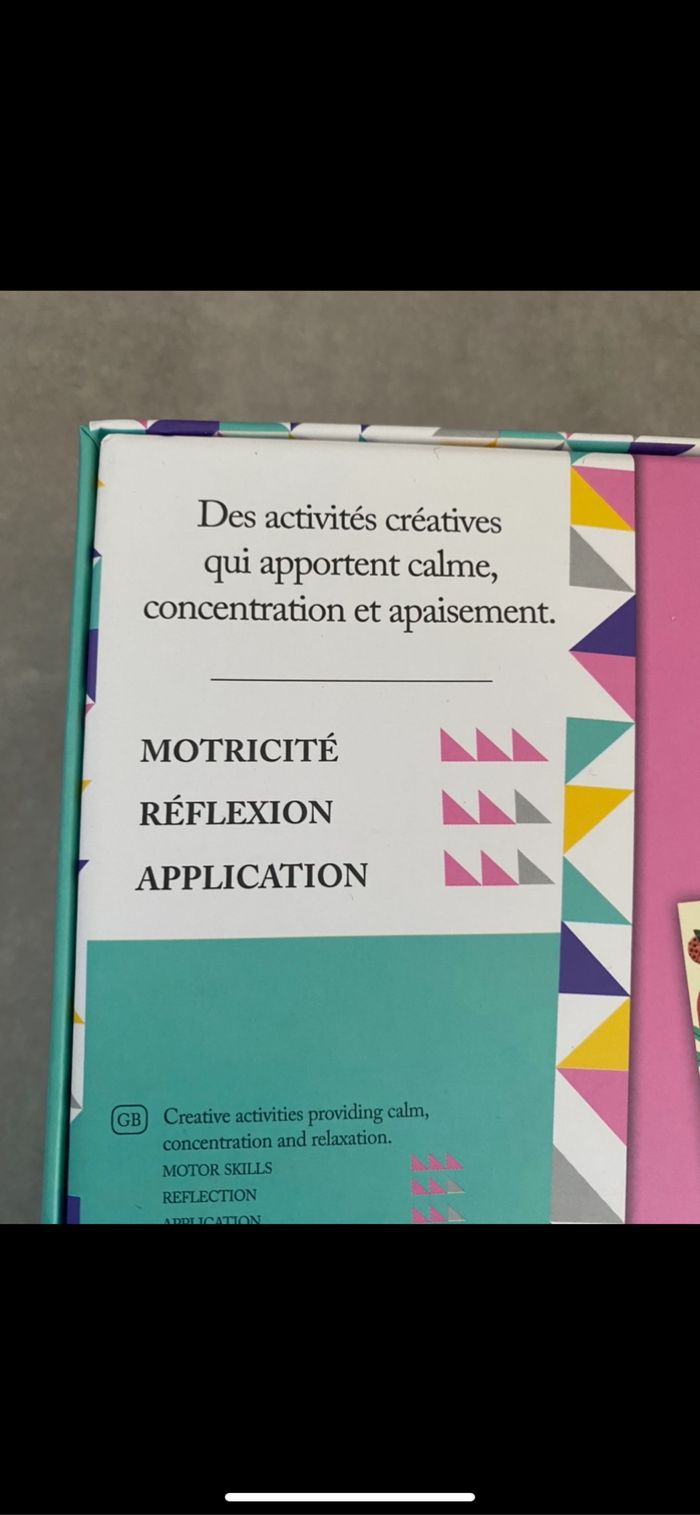 Des activités créatives
qui apportent calme,
concentration et apaisement.
MOTRICITÉ
RÉFLEXION
APPLICATION
GB Creative activities providing calm,
concentration and relaxation.
MOTOR SKILLS
REFLECTION
APPLICATION